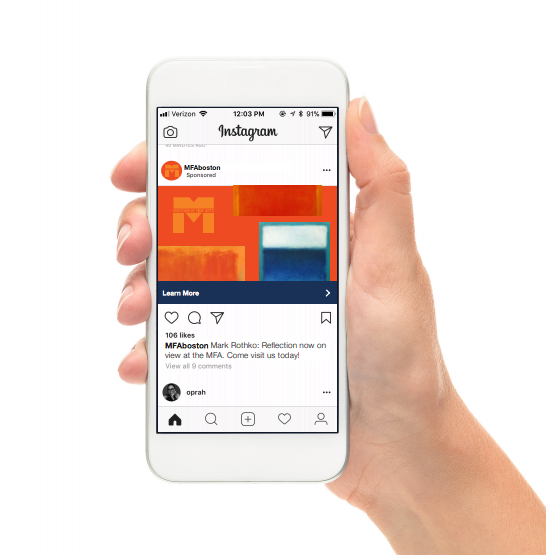 Verizon 12:03 PM 91%
Instagram
MFAboston
Sponsored
M
Learn More
106 likes
MFAboston Mark Rothko: Reflection now on
view at the MFA. Come visit us today!
View all 9 comments
oprah